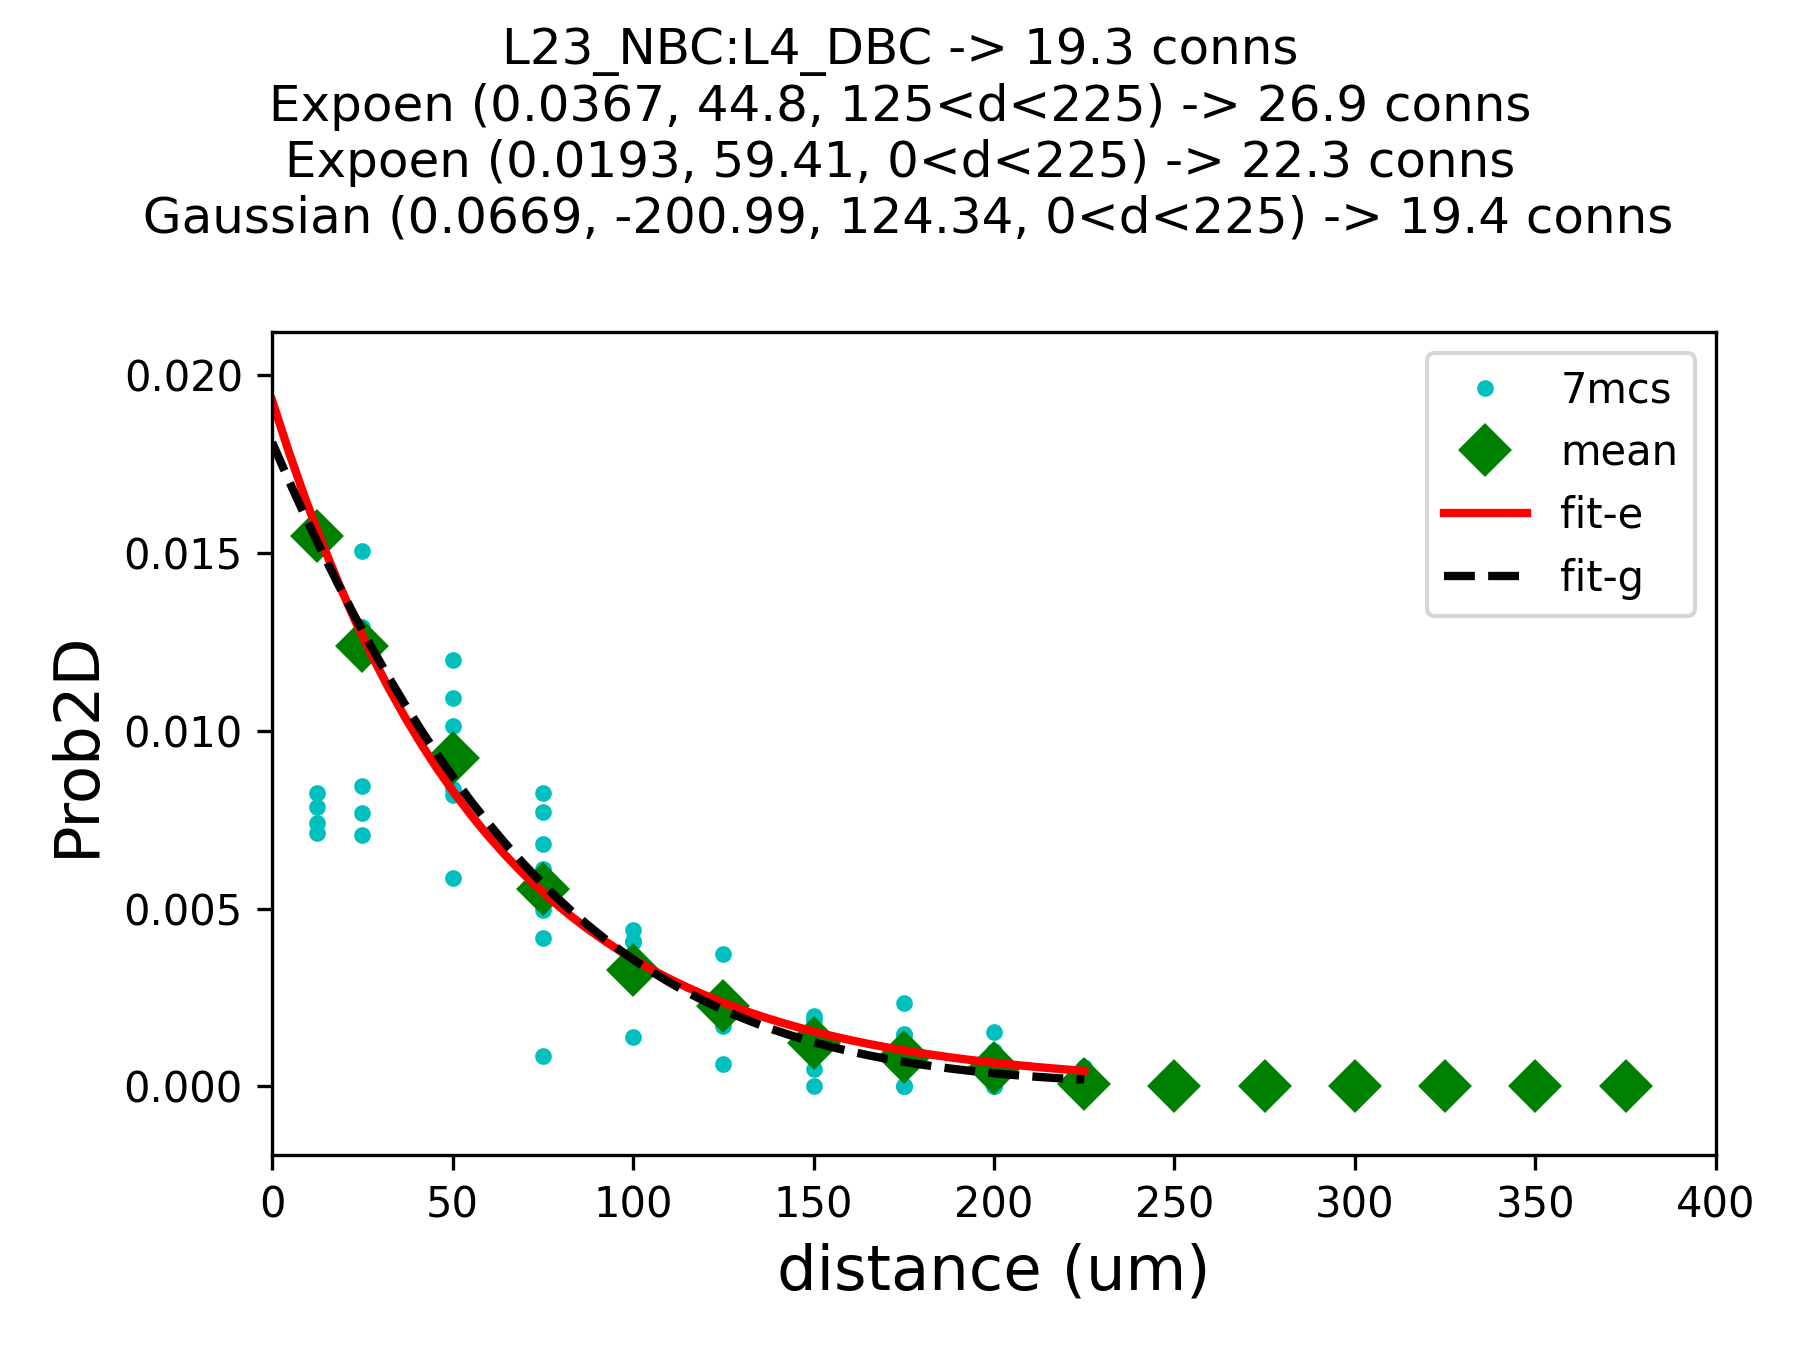 L23_NBC:L4_DBC -> 19.3 conns
Expoen (0.0367, 44.8, 125<d<225) -> 26.9 conns
Expoen (0.0193, 59.41, 0<d<225) -> 22.3 conns
Gaussian (0.0669, -200.99, 124.34, 0<d<225) -> 19.4 conns
0.020
0.015
0.010
0.005
0.000
Prob2D
7mcs
mean
fit-e
fit-g
0 50 100 150 200 250 300 350 400
distance (um)